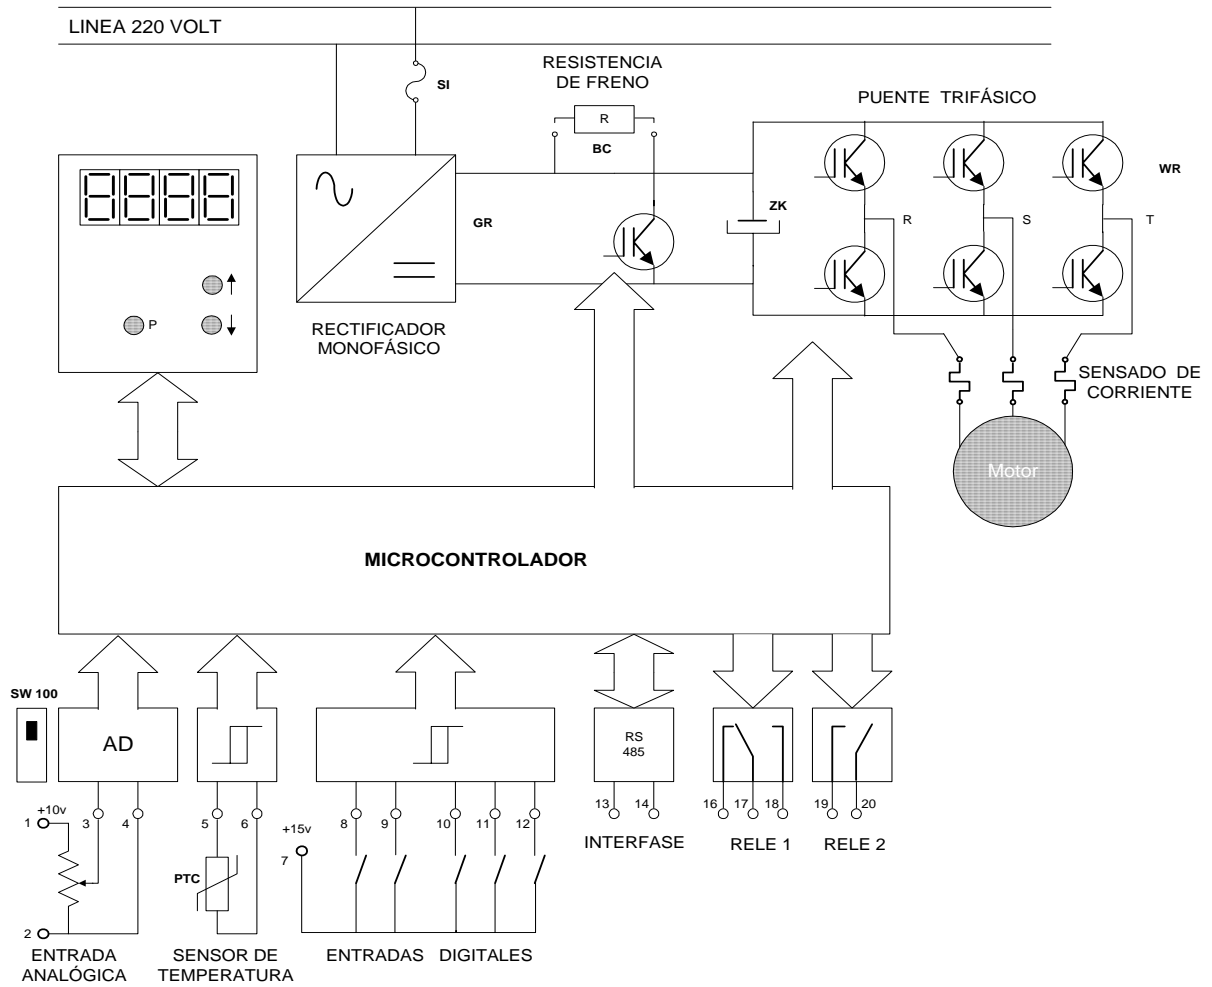 LINEA 220 VOLT
SI
RESISTENCIA
DE FRENO
R
BC
PUENTE TRIFÁSICO
WR
ZK
GR
R
S
T
8888
P
RECTIFICADOR
MONOFÁSICO
SENSADO DE
CORRIENTE
Motor
MICROCONTROLADOR
SW 100
AD
RS
485
+10v
1
3
4
5
6
+15v
7
8
9
10
11
12
13
14
16
17
18
19
20
INTERFASE
RELE 1
RELE 2
PTC
2
ENTRADA
ANALÓGICA
SENSOR DE
TEMPERATURA
ENTRADAS DIGITALES